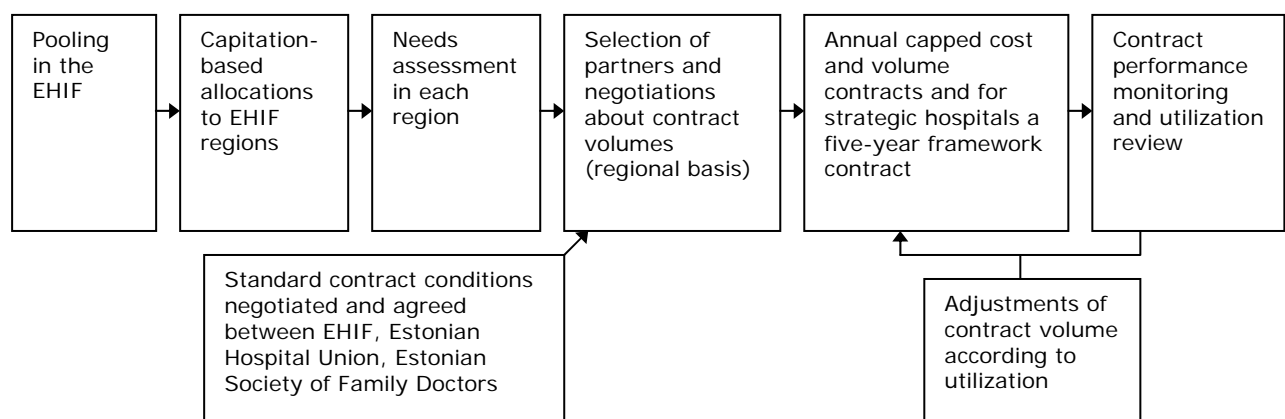 Pooling
in the
EHIF
Capitation-
based
allocations
to EHIF
regions
Needs
assessment
in each
region
Selection of
partners and
negotiations
about contract
volumes
(regional basis)
Annual capped cost
and volume
contracts and for
strategic hospitals a
five-year framework
contract
Contract
performance
monitoring
and utilization
review
Standard contract conditions
negotiated and agreed
between EHIF, Estonian
Hospital Union, Estonian
Society of Family Doctors
Adjustments of
contract volume
according to
utilization